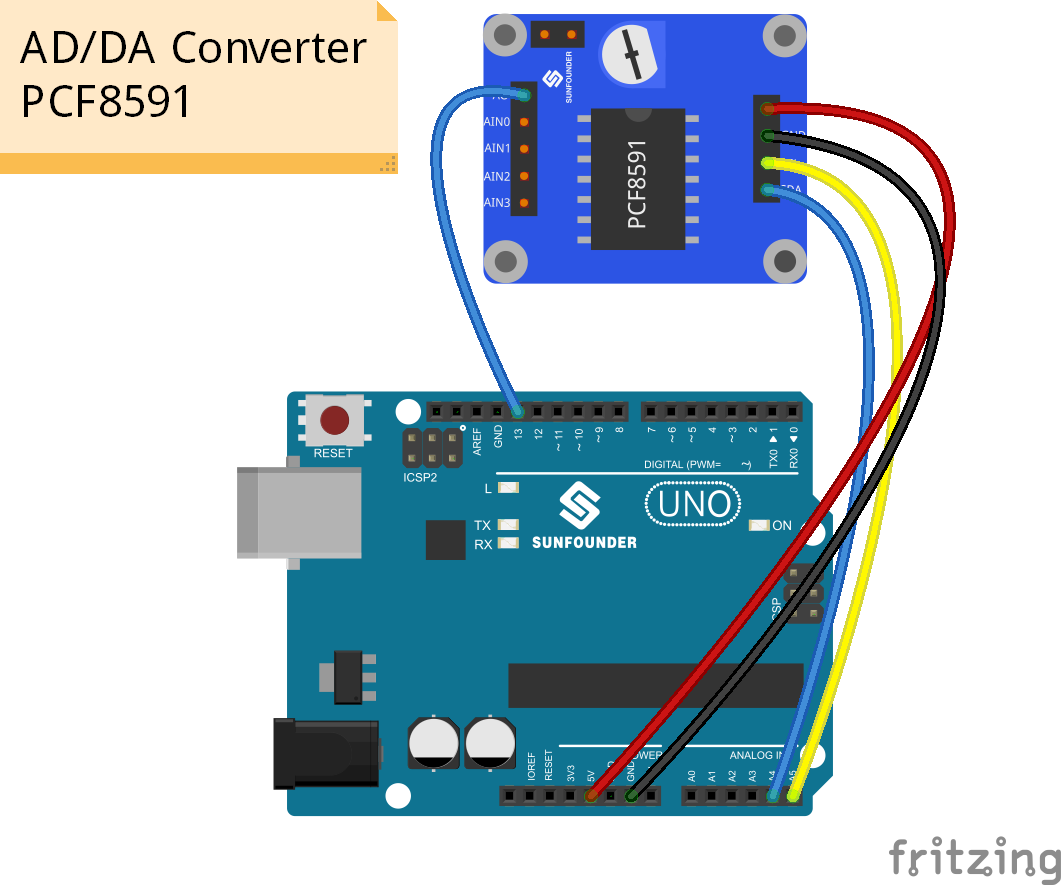 AD/DA Converter
PCF8591
SUNFOUNDER
AIN0
AIN1
AIN2
AIN3
PCF8591
RESET
ICSP2
AREF
GND
13
12
~11
~10
~9
8
7
~6
~5
4
~3
2
TX0 ▶ 1
RX0 ◀ 0
DIGITAL (PWM= ~)
L
TX
RX
SUNFOUNDER
UNO
ON
IOREF
RESET
3V3
5V
GND
ANALOG IN
A0
A1
A2
A3
A4
A5
fritzing